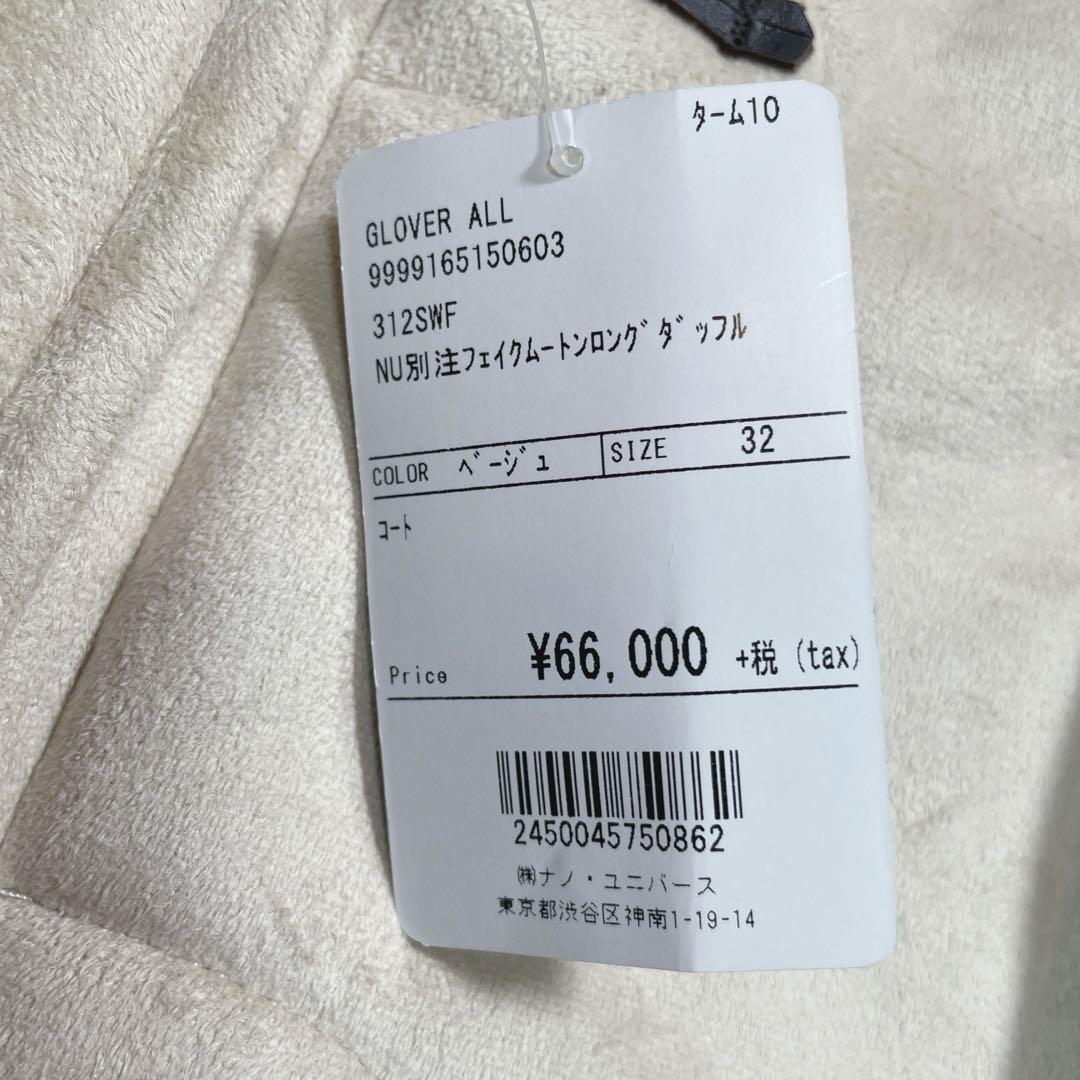 ﾀｰﾑ10
GLOVER ALL
9999165150603
312SWF
NU別注ﾌｪｲｸﾑｰﾄﾝﾛﾝｸﾞﾀﾞｯﾌﾙ
COLOR ﾍﾞｰｼﾞｭ SIZE 32
ｺｰﾄ
Price ¥66,000 +税 (tax)
2450045750862
㈱ナノ・ユニバース
東京都渋谷区神南1-19-14